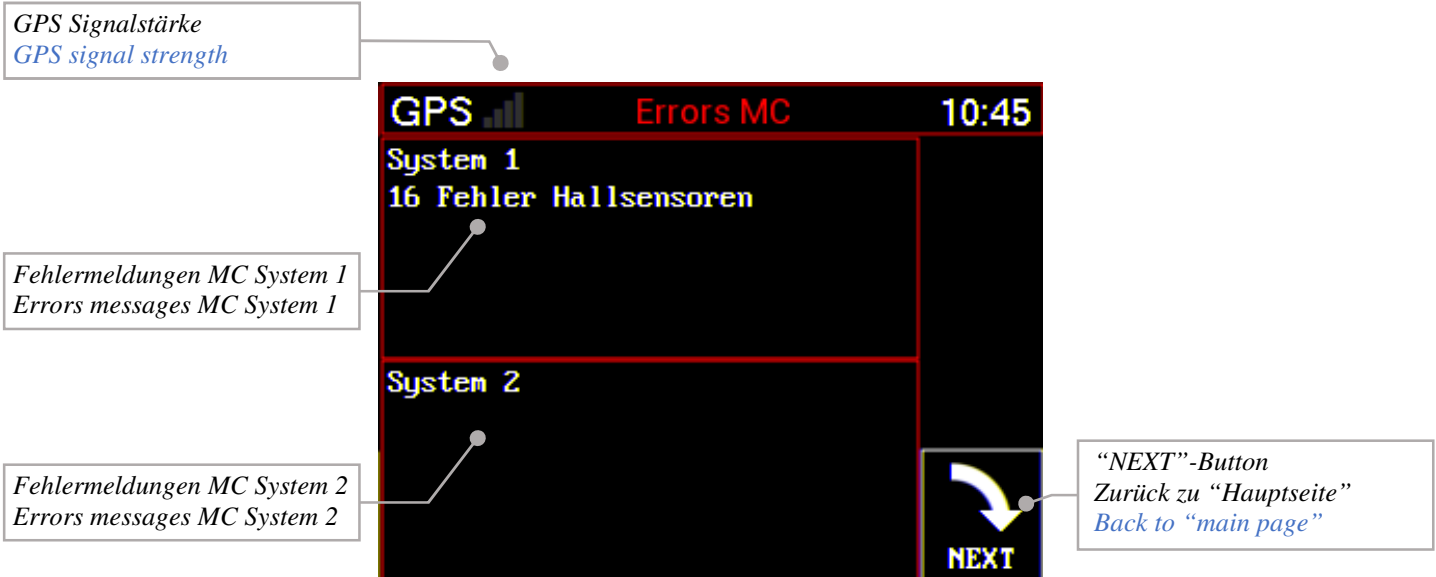 GPS Signalstärke
GPS signal strength
GPS Errors MC 10:45
System 1
16 Fehler Hallsensoren
Fehlermeldungen MC System 1
Errors messages MC System 1
System 2
Fehlermeldungen MC System 2
Errors messages MC System 2
NEXT
“NEXT”-Button
Zurück zu “Hauptseite”
Back to “main page”